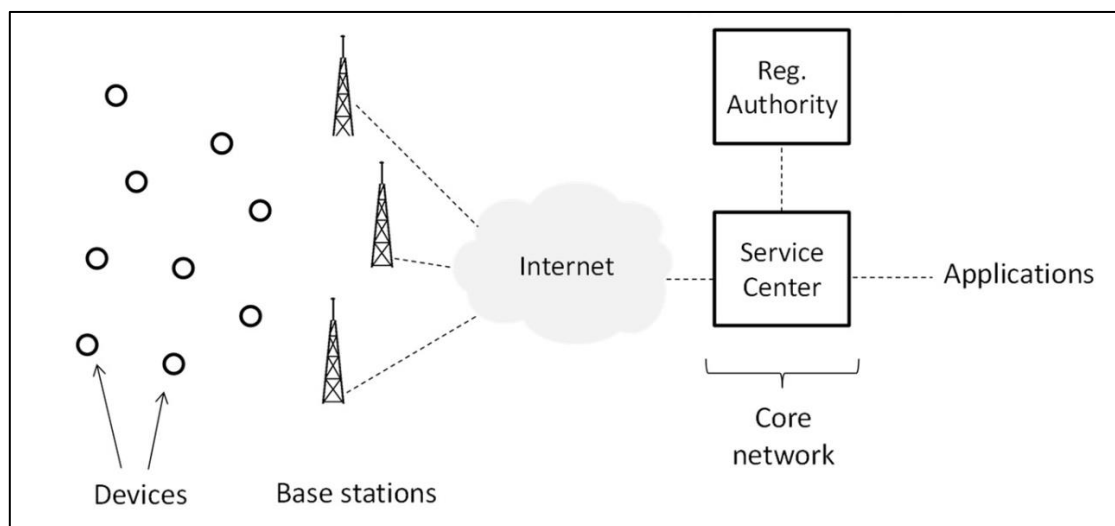 Reg.
Authority
Internet
Service
Center
Applications
Core
network
Devices
Base stations